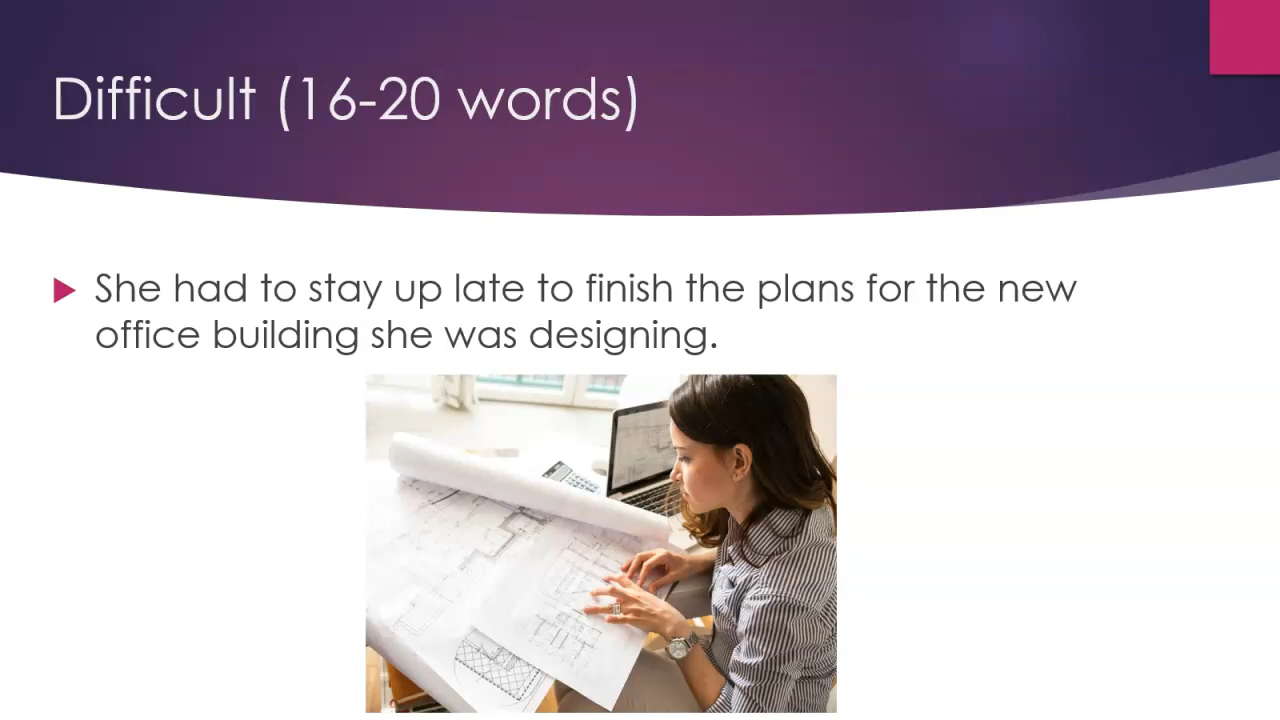 Difficult (16-20 words)
She had to stay up late to finish the plans for the new
office building she was designing.